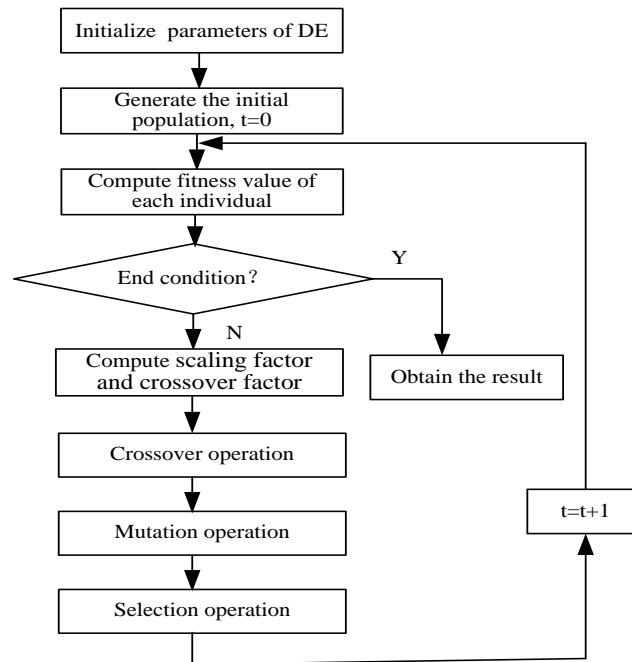 Initialize parameters of DE
Generate the initial
population, t=0
Compute fitness value of
each individual
End condition?
Y
N
Compute scaling factor
and crossover factor
Obtain the result
Crossover operation
t=t+1
Mutation operation
Selection operation